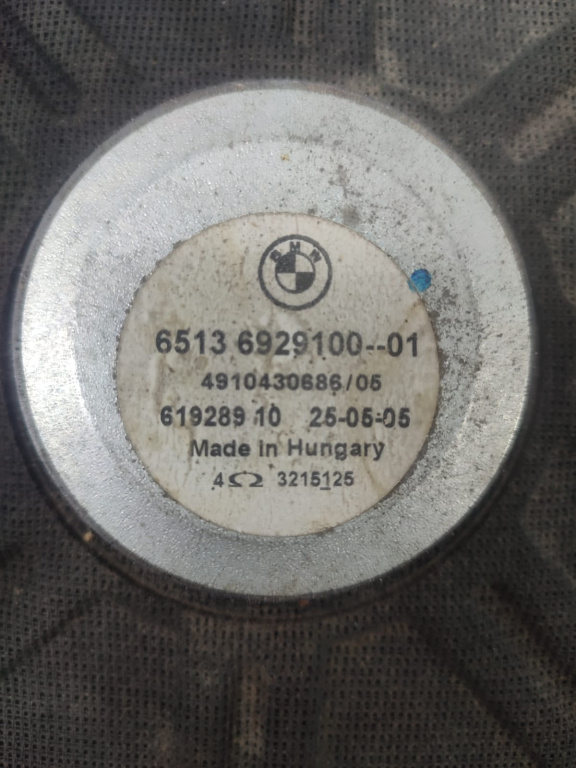 BMW
6513 6929100--01
4910430686/05
619289 10 25-05-05
Made in Hungary
4Ω 3215125